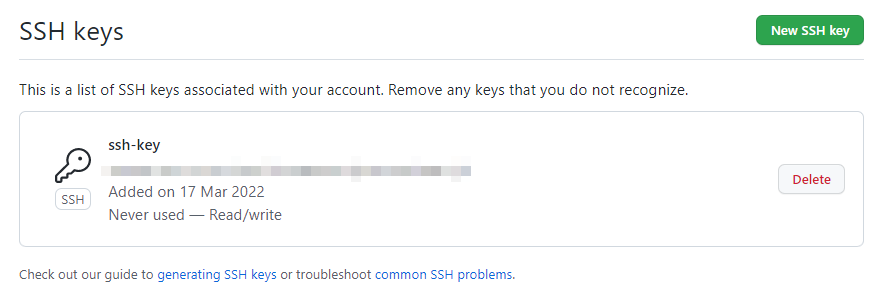 SSH keys
New SSH key
This is a list of SSH keys associated with your account. Remove any keys that you do not recognize.
ssh-key
SSH
Added on 17 Mar 2022
Never used — Read/write
Delete
Check out our guide to generating SSH keys or troubleshoot common SSH problems.